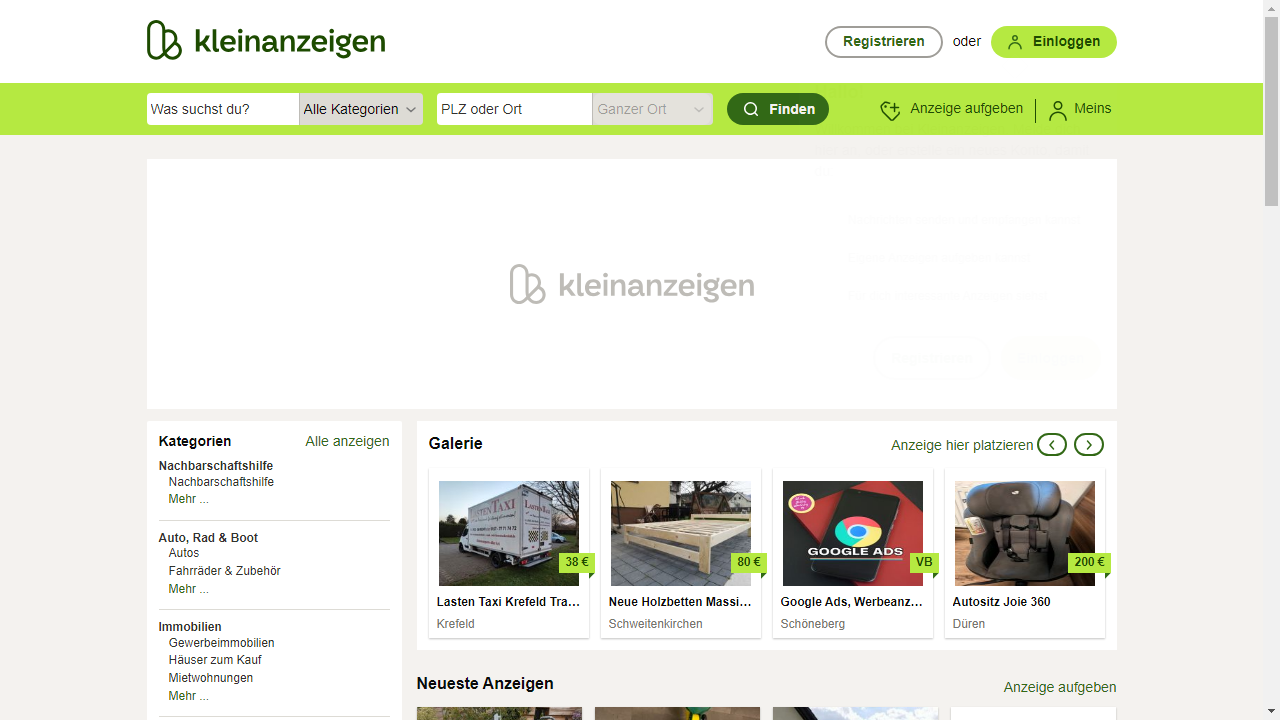 kleinanzeigen
Registrieren oder Einloggen
Was suchst du? Alle Kategorien PLZ oder Ort Ganzer Ort Finden Anzeige aufgeben Meins
kleinanzeigen
Kategorien Alle anzeigen
Nachbarschaftshilfe
Nachbarschaftshilfe
Mehr ...
Auto, Rad & Boot
Autos
Fahrräder & Zubehör
Mehr ...
Immobilien
Gewerbeimmobilien
Häuser zum Kauf
Mietwohnungen
Mehr ...
Galerie Anzeige hier platzieren
LASTENTAXI
GOOGLE ADS
38 € 80 € VB 200 €
Lasten Taxi Krefeld Tra... Neue Holzbetten Massi... Google Ads, Werbeanz... Autositz Joie 360
Krefeld Schweitenkirchen Schöneberg Düren
Neueste Anzeigen Anzeige aufgeben